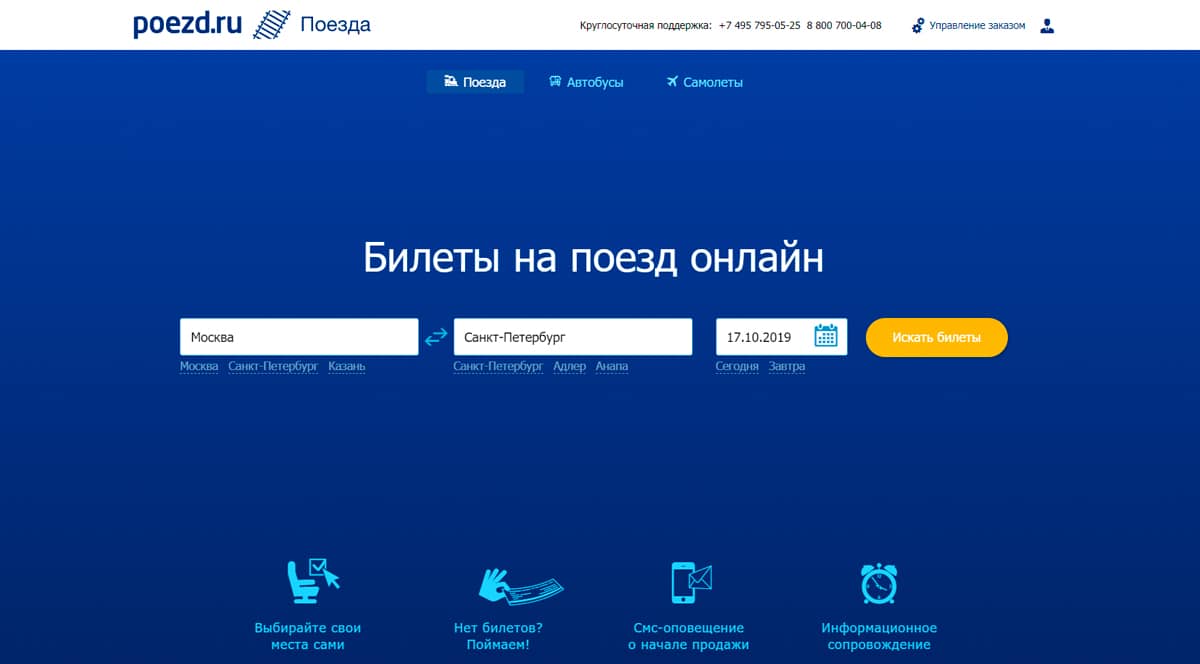 poezd.ru Поезда
Круглосуточная поддержка: +7 495 795-05-25 8 800 700-04-08 Управление заказом
Поезда Автобусы Самолеты
Билеты на поезд онлайн
Москва Санкт-Петербург 17.10.2019 Искать билеты
Москва Санкт-Петербург Казань Санкт-Петербург Адлер Анапа Сегодня Завтра
Выбирайте свои
места сами
Нет билетов?
Поймаем!
Смс-оповещение
о начале продажи
Информационное
сопровождение